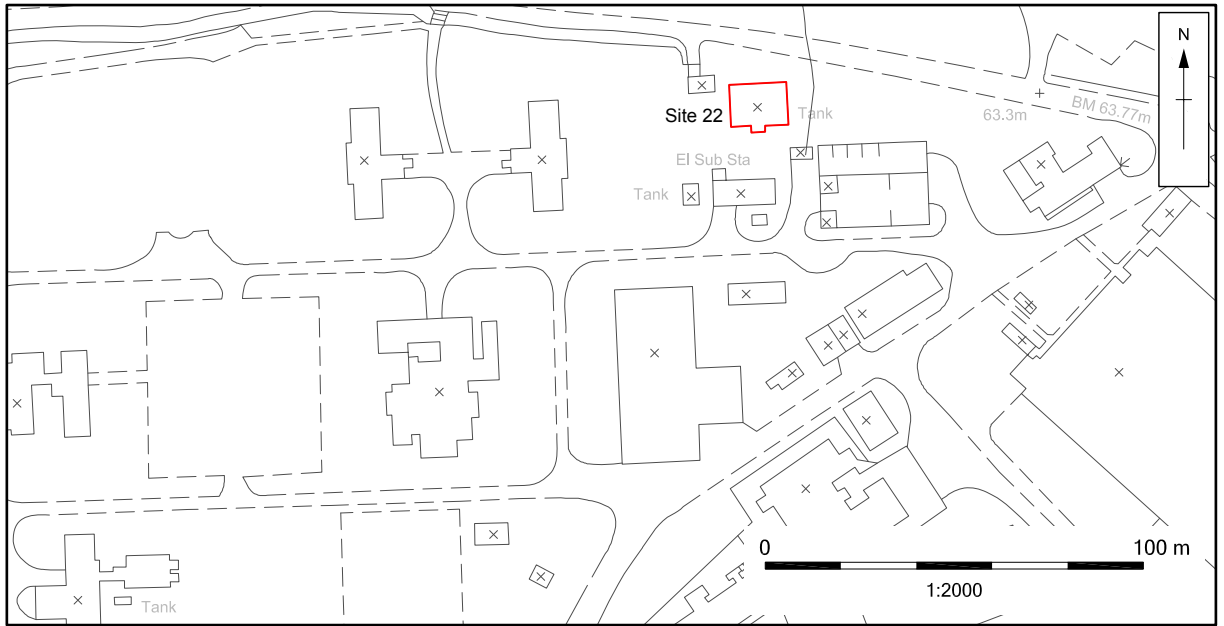 N
Site 22
Tank
63.3m
BM 63.77m
El Sub Sta
Tank
0
100 m
1:2000
Tank